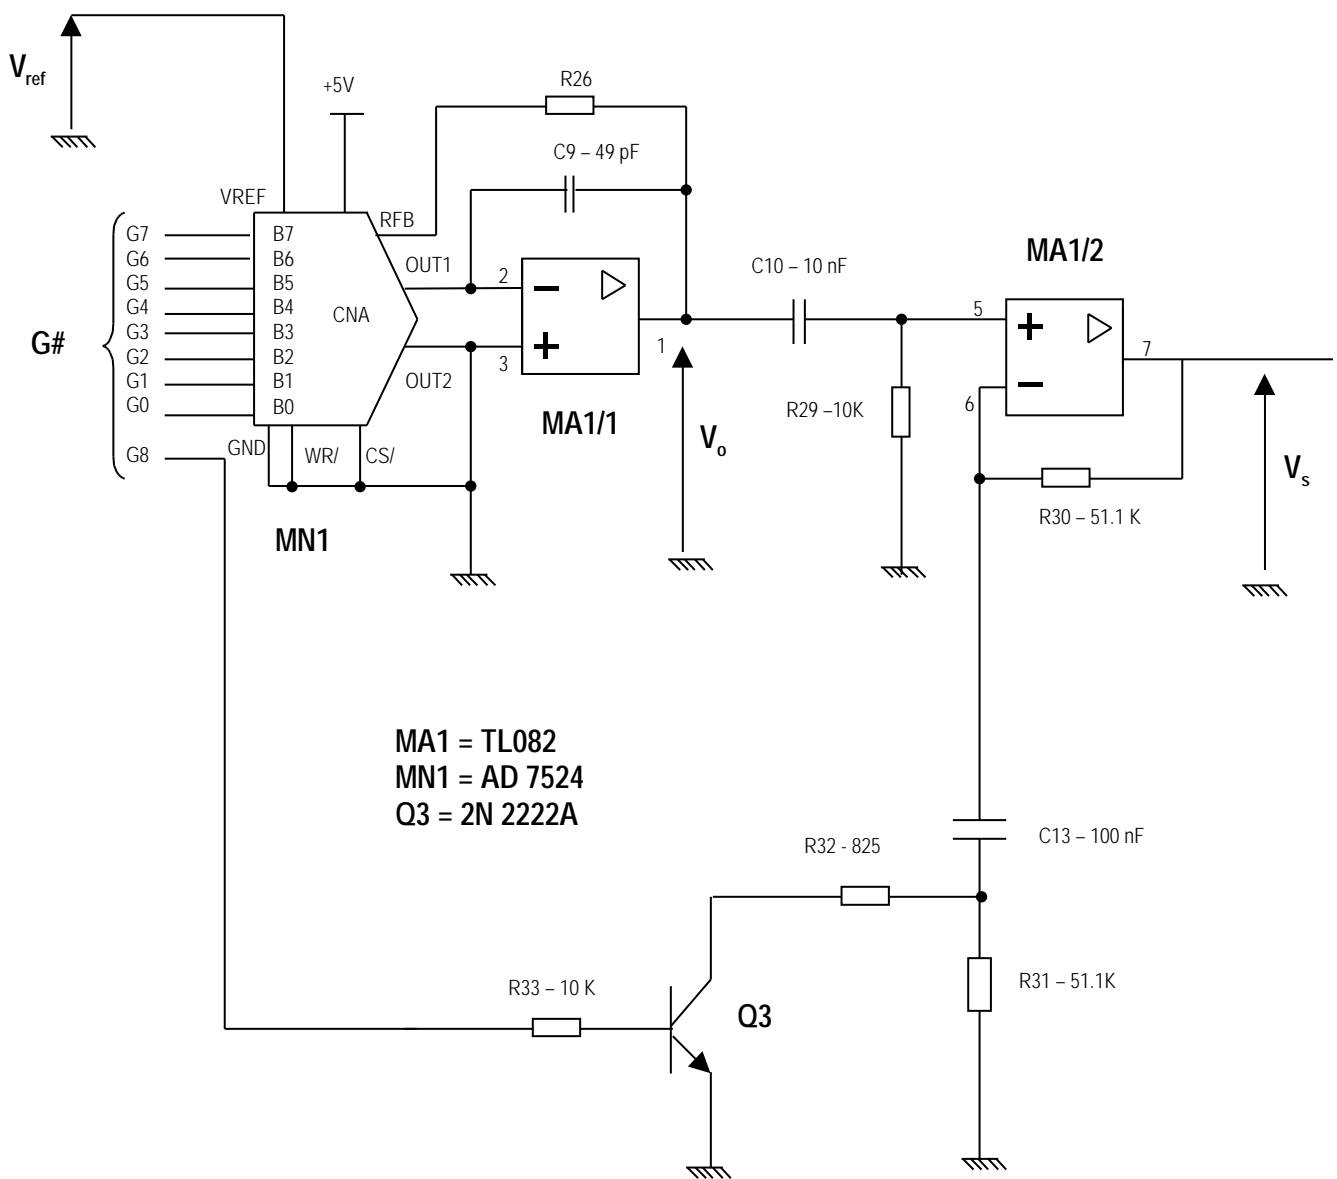 Vref
+5V
R26
C9 – 49 pF
VREF
RFB
G7
B7
G6
B6
G5
B5
G4
B4
G3
B3
G2
B2
G1
B1
G0
B0
G8
G#
CNA
OUT1
OUT2
2
3
1
MA1/1
Vo
GND
WR/
CS/
MN1
C10 – 10 nF
MA1/2
5
6
7
R29 –10K
R30 – 51.1 K
Vs
MA1 = TL082
MN1 = AD 7524
Q3 = 2N 2222A
R32 - 825
C13 – 100 nF
R31 – 51.1K
R33 – 10 K
Q3